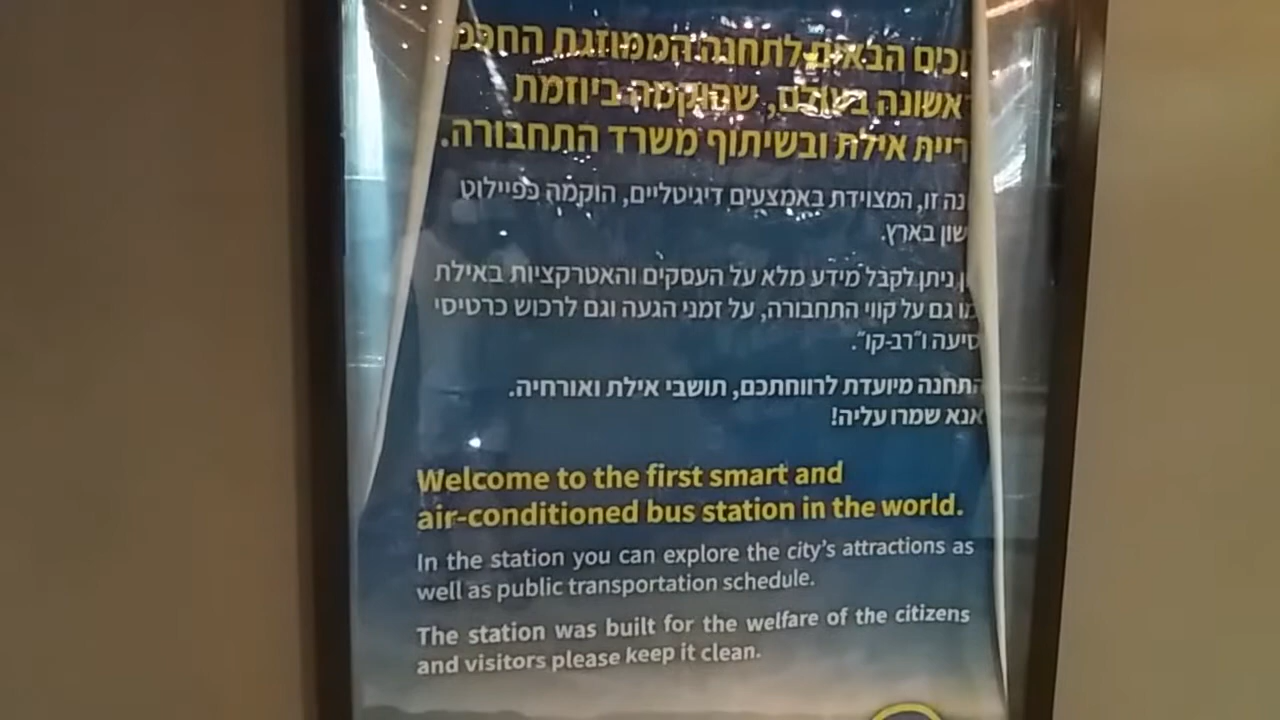 הבאים לתחנה הממוזגת החכמה
בעולם, שהוקמה ביוזמת
אילת ובשיתוף משרד התחבורה.
זו, המצוידת באמצעים דיגיטליים, הוקמה כפיילוט
בארץ.
ניתן לקבל מידע מלא על העסקים והאטרקציות באילת
גם על קווי התחבורה, על זמני הגעה וגם לרכוש כרטיסי
ו״רב-קו״.
התחנה מיועדת לרווחתכם, תושבי אילת ואורחיה.
אנא שמרו עליה!
Welcome to the first smart and
air-conditioned bus station in the world.
In the station you can explore the city's attractions as
well as public transportation schedule.
The station was built for the welfare of the citizens
and visitors please keep it clean.